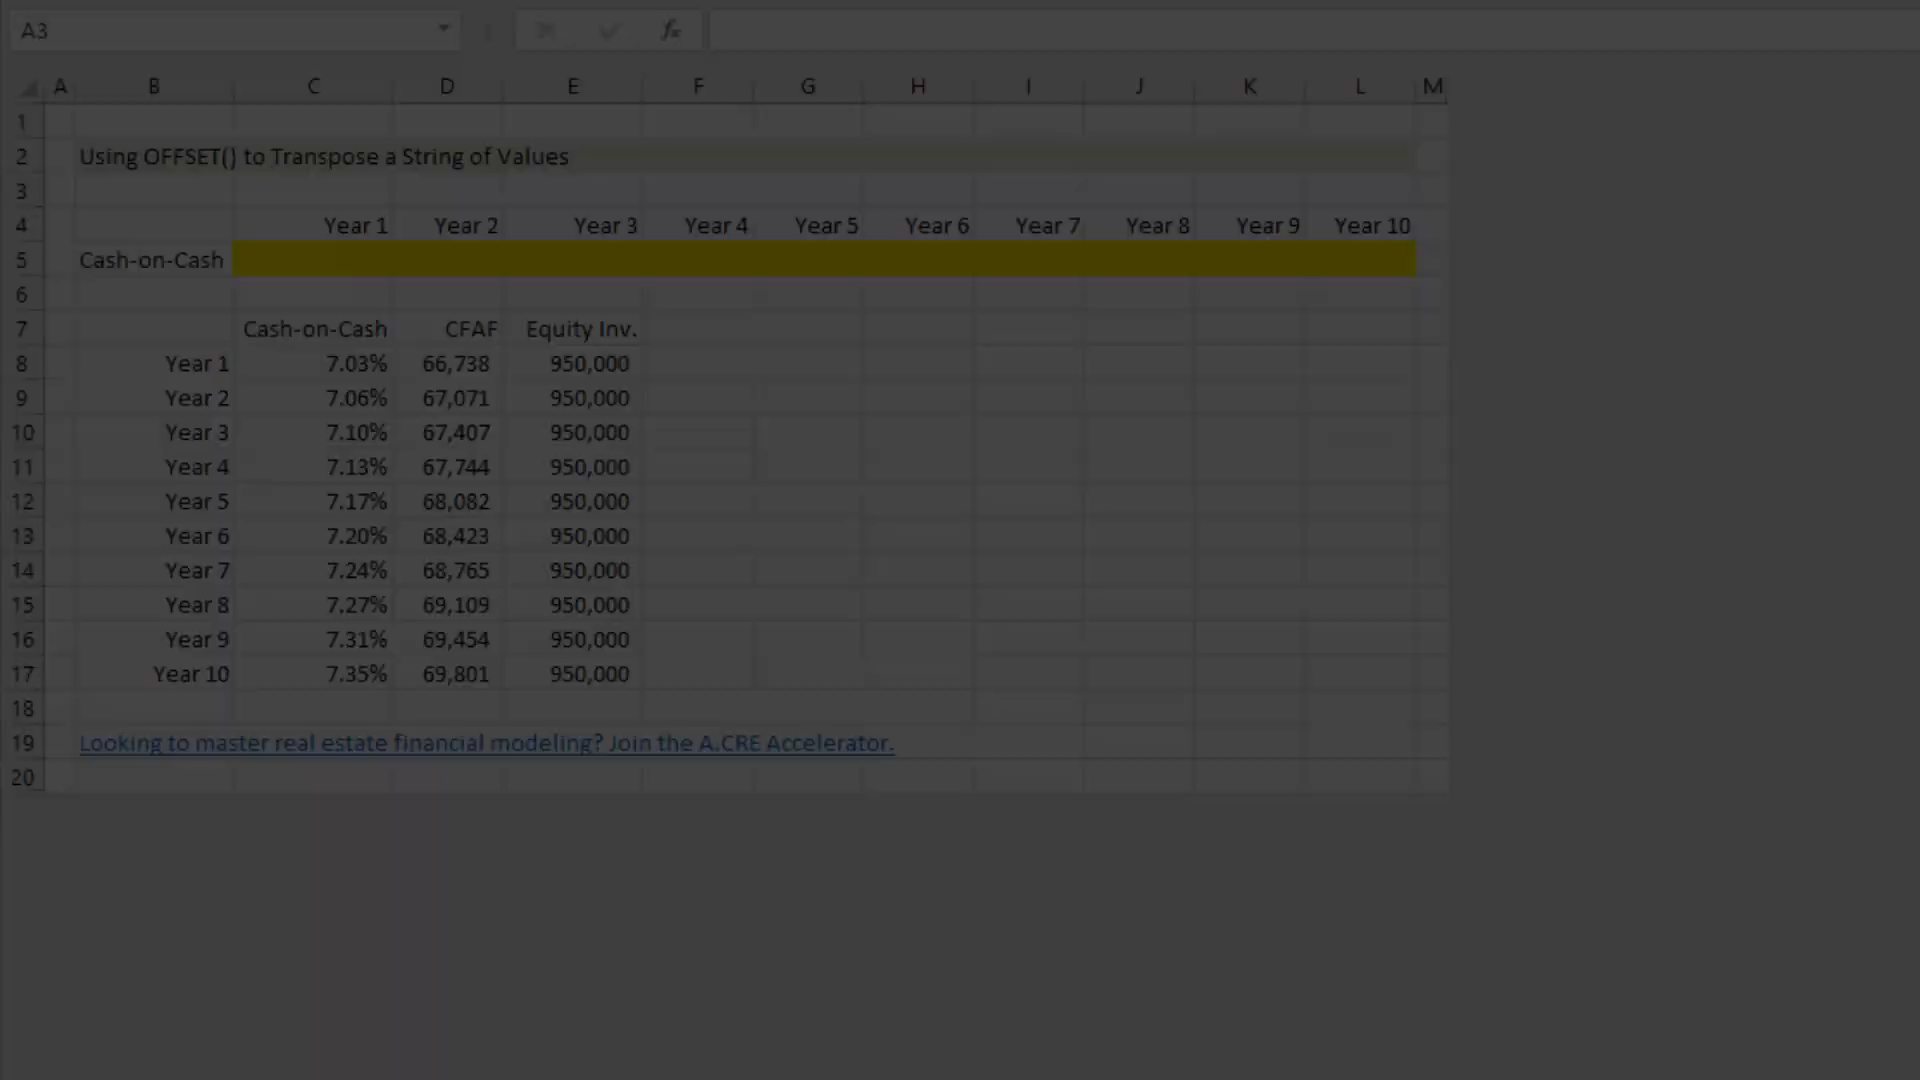 A3 fx
A B C D E F G H I J K L M
1
2 Using OFFSET() to Transpose a String of Values
3
4 Year 1 Year 2 Year 3 Year 4 Year 5 Year 6 Year 7 Year 8 Year 9 Year 10
5 Cash-on-Cash
6
7 Cash-on-Cash CFAF Equity Inv.
8 Year 1 7.03% 66,738 950,000
9 Year 2 7.06% 67,071 950,000
10 Year 3 7.10% 67,407 950,000
11 Year 4 7.13% 67,744 950,000
12 Year 5 7.17% 68,082 950,000
13 Year 6 7.20% 68,423 950,000
14 Year 7 7.24% 68,765 950,000
15 Year 8 7.27% 69,109 950,000
16 Year 9 7.31% 69,454 950,000
17 Year 10 7.35% 69,801 950,000
18
19 Looking to master real estate financial modeling? Join the A.CRE Accelerator.
20